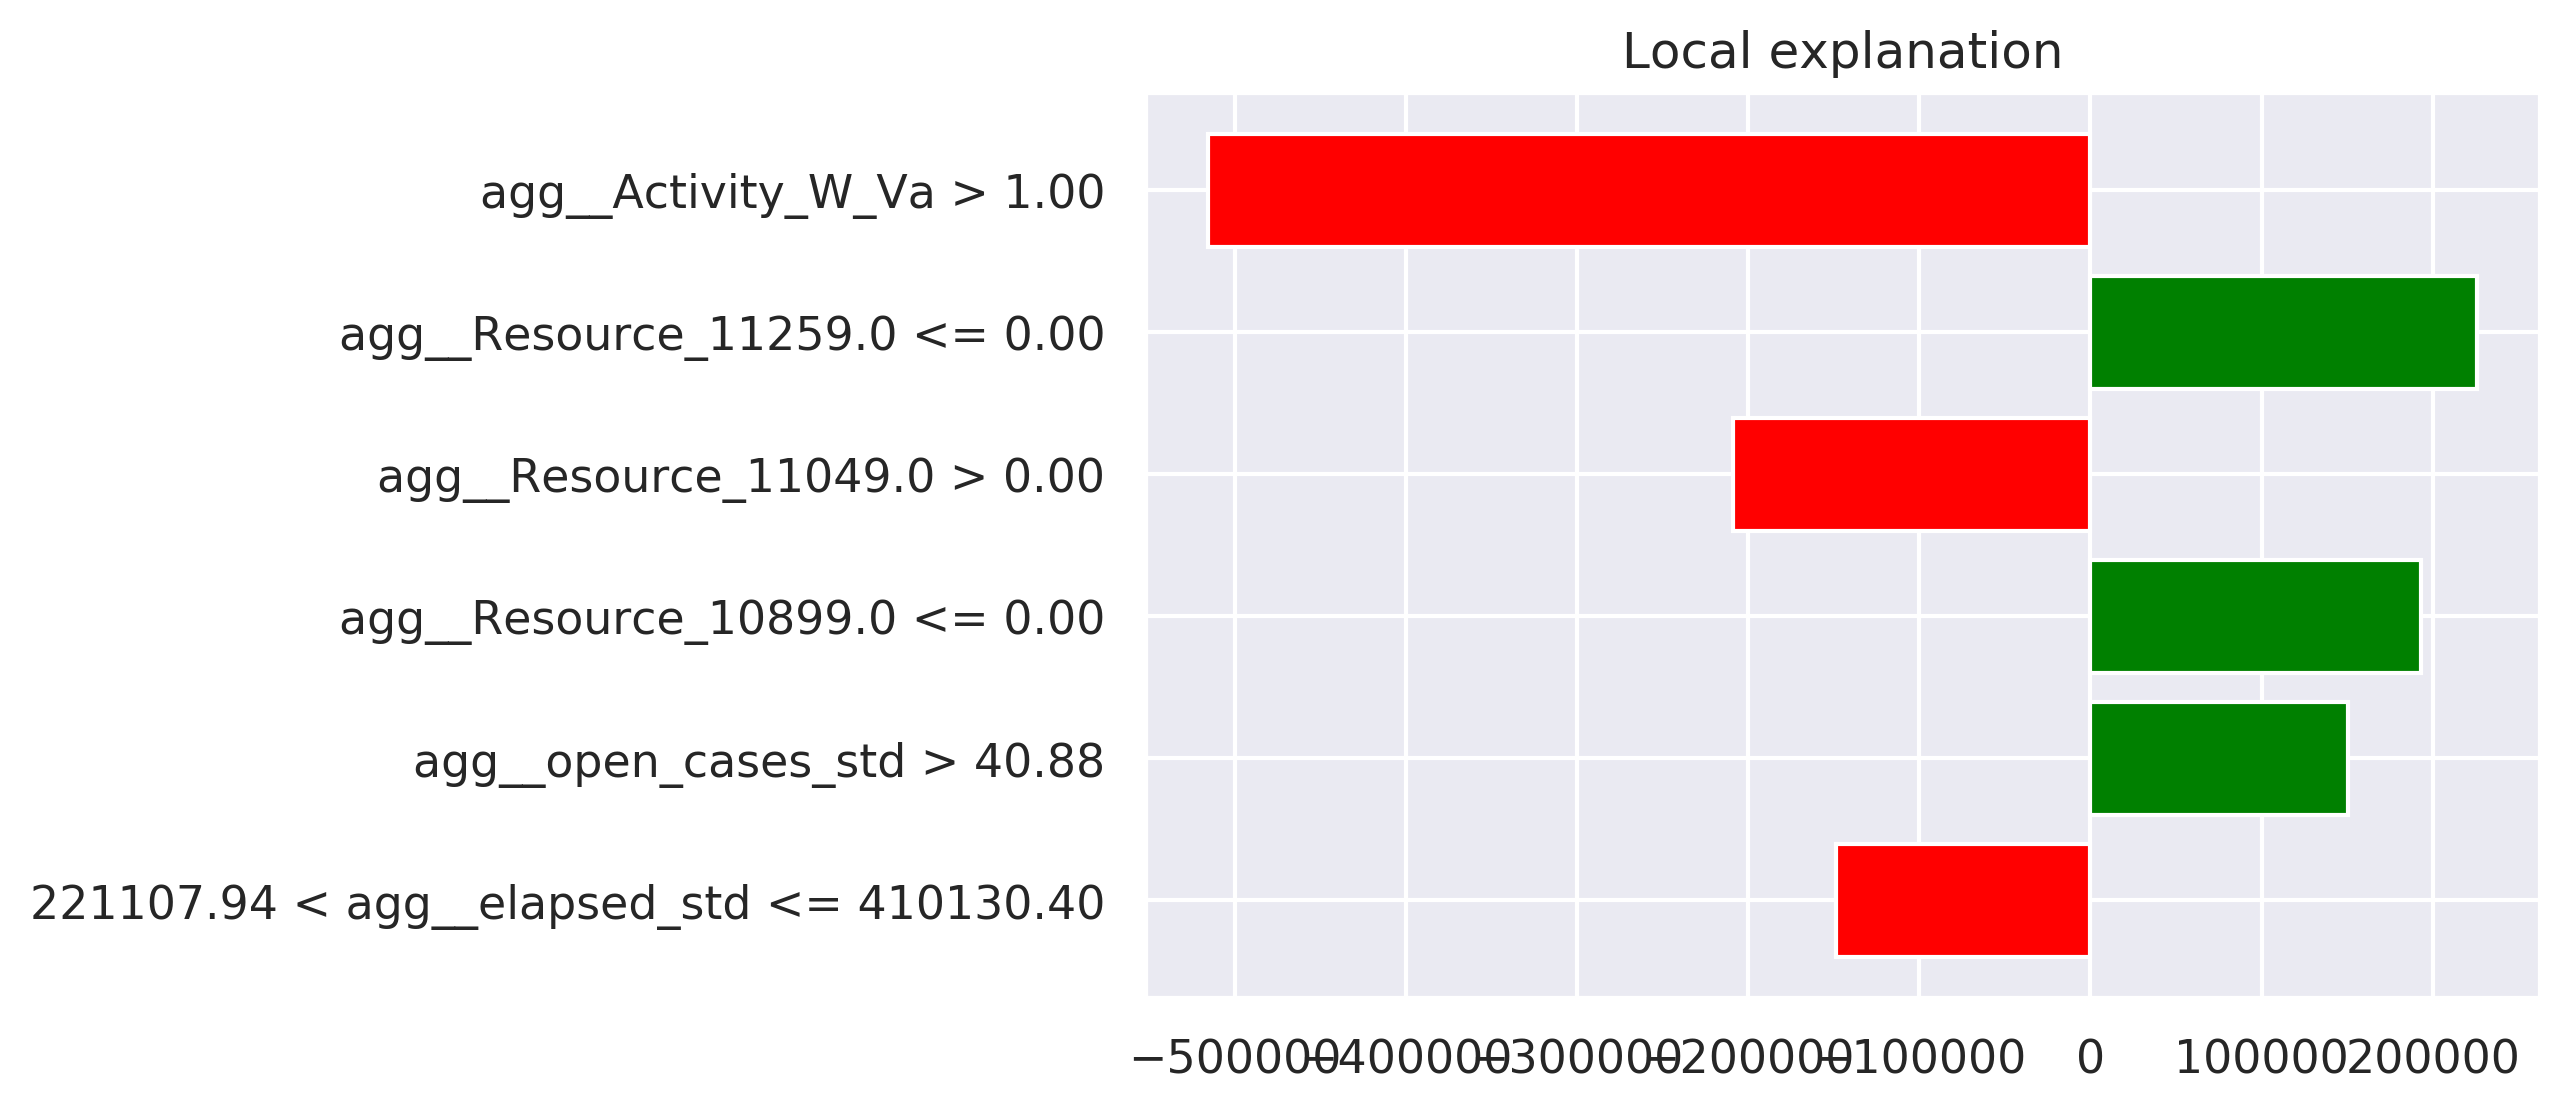 Local explanation
agg__Activity_W_Va > 1.00
agg__Resource_11259.0 <= 0.00
agg__Resource_11049.0 > 0.00
agg__Resource_10899.0 <= 0.00
agg__open_cases_std > 40.88
221107.94 < agg__elapsed_std <= 410130.40
−500000 −400000 −300000 −200000 −100000 0 100000 200000